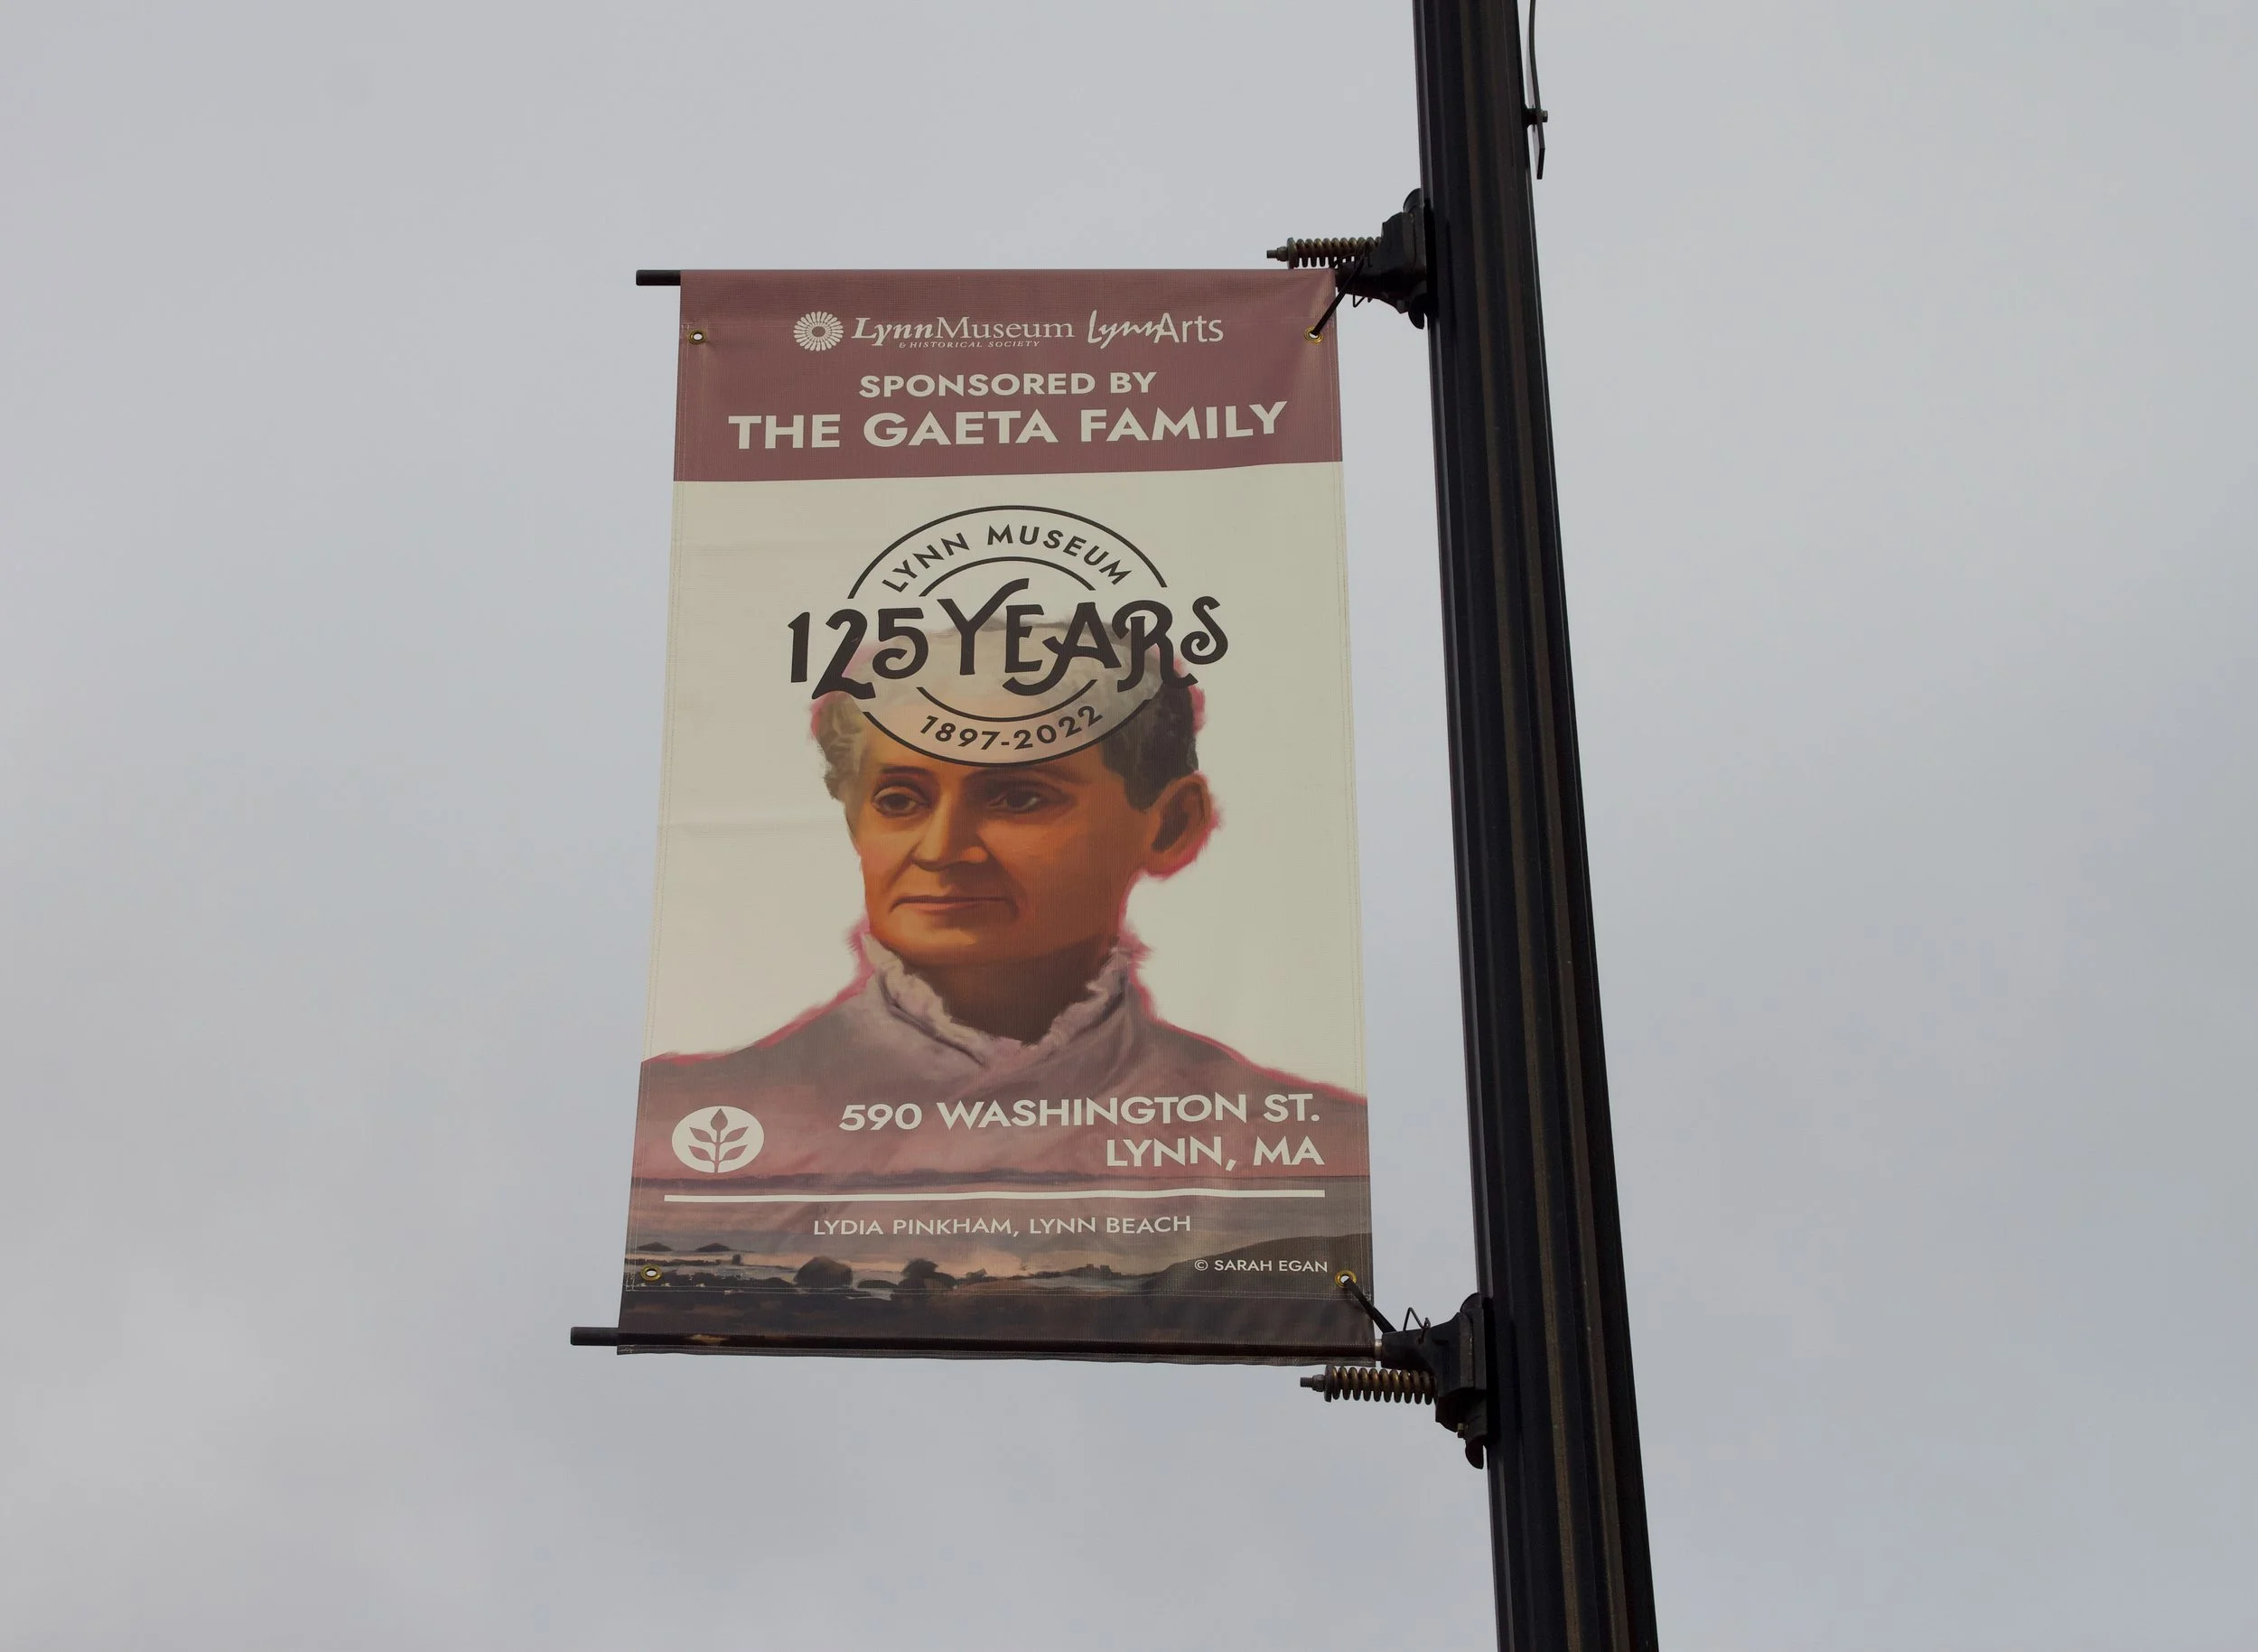 LynnMuseum LynnArts
& HISTORICAL SOCIETY
SPONSORED BY
THE GAETA FAMILY
LYNN MUSEUM
125 YEARS
1897-2022
590 WASHINGTON ST.
LYNN, MA
LYDIA PINKHAM, LYNN BEACH
© SARAH EGAN